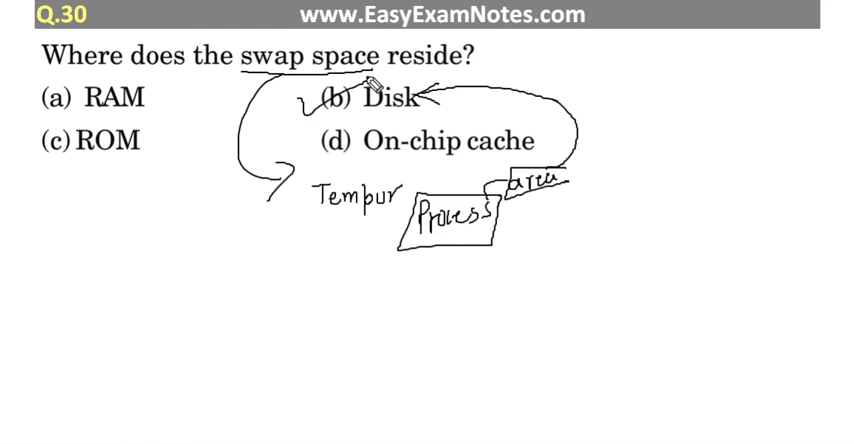 Q.30 www.EasyExamNotes.com
Where does the swap space reside?
(a) RAM (b) Disk
(c) ROM (d) On-chip cache
Tempur Process area